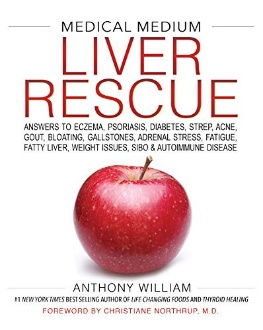 MEDICAL MEDIUM
LIVER
RESCUE
ANSWERS TO ECZEMA, PSORIASIS, DIABETES, STREP, ACNE,
GOUT, BLOATING, GALLSTONES, ADRENAL STRESS, FATIGUE,
FATTY LIVER, WEIGHT ISSUES, SIBO & AUTOIMMUNE DISEASE
ANTHONY WILLIAM
#1 NEW YORK TIMES BEST-SELLING AUTHOR OF LIFE-CHANGING FOODS AND THYROID HEALING
FOREWORD BY CHRISTIANE NORTHRUP, M.D.